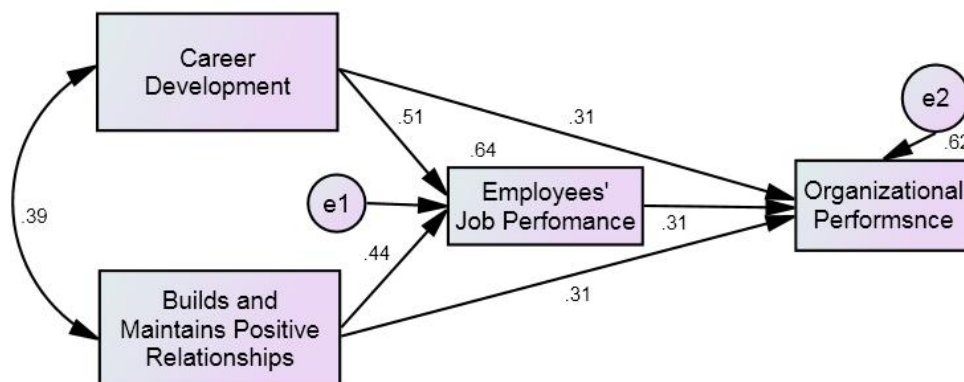 Career
Development
e2
.51
.31
.62
.64
Employees'
Job Perfomance
Organizational
Performsnce
e1
.39
.44
.31
.31
Builds and
Maintains Positive
Relationships